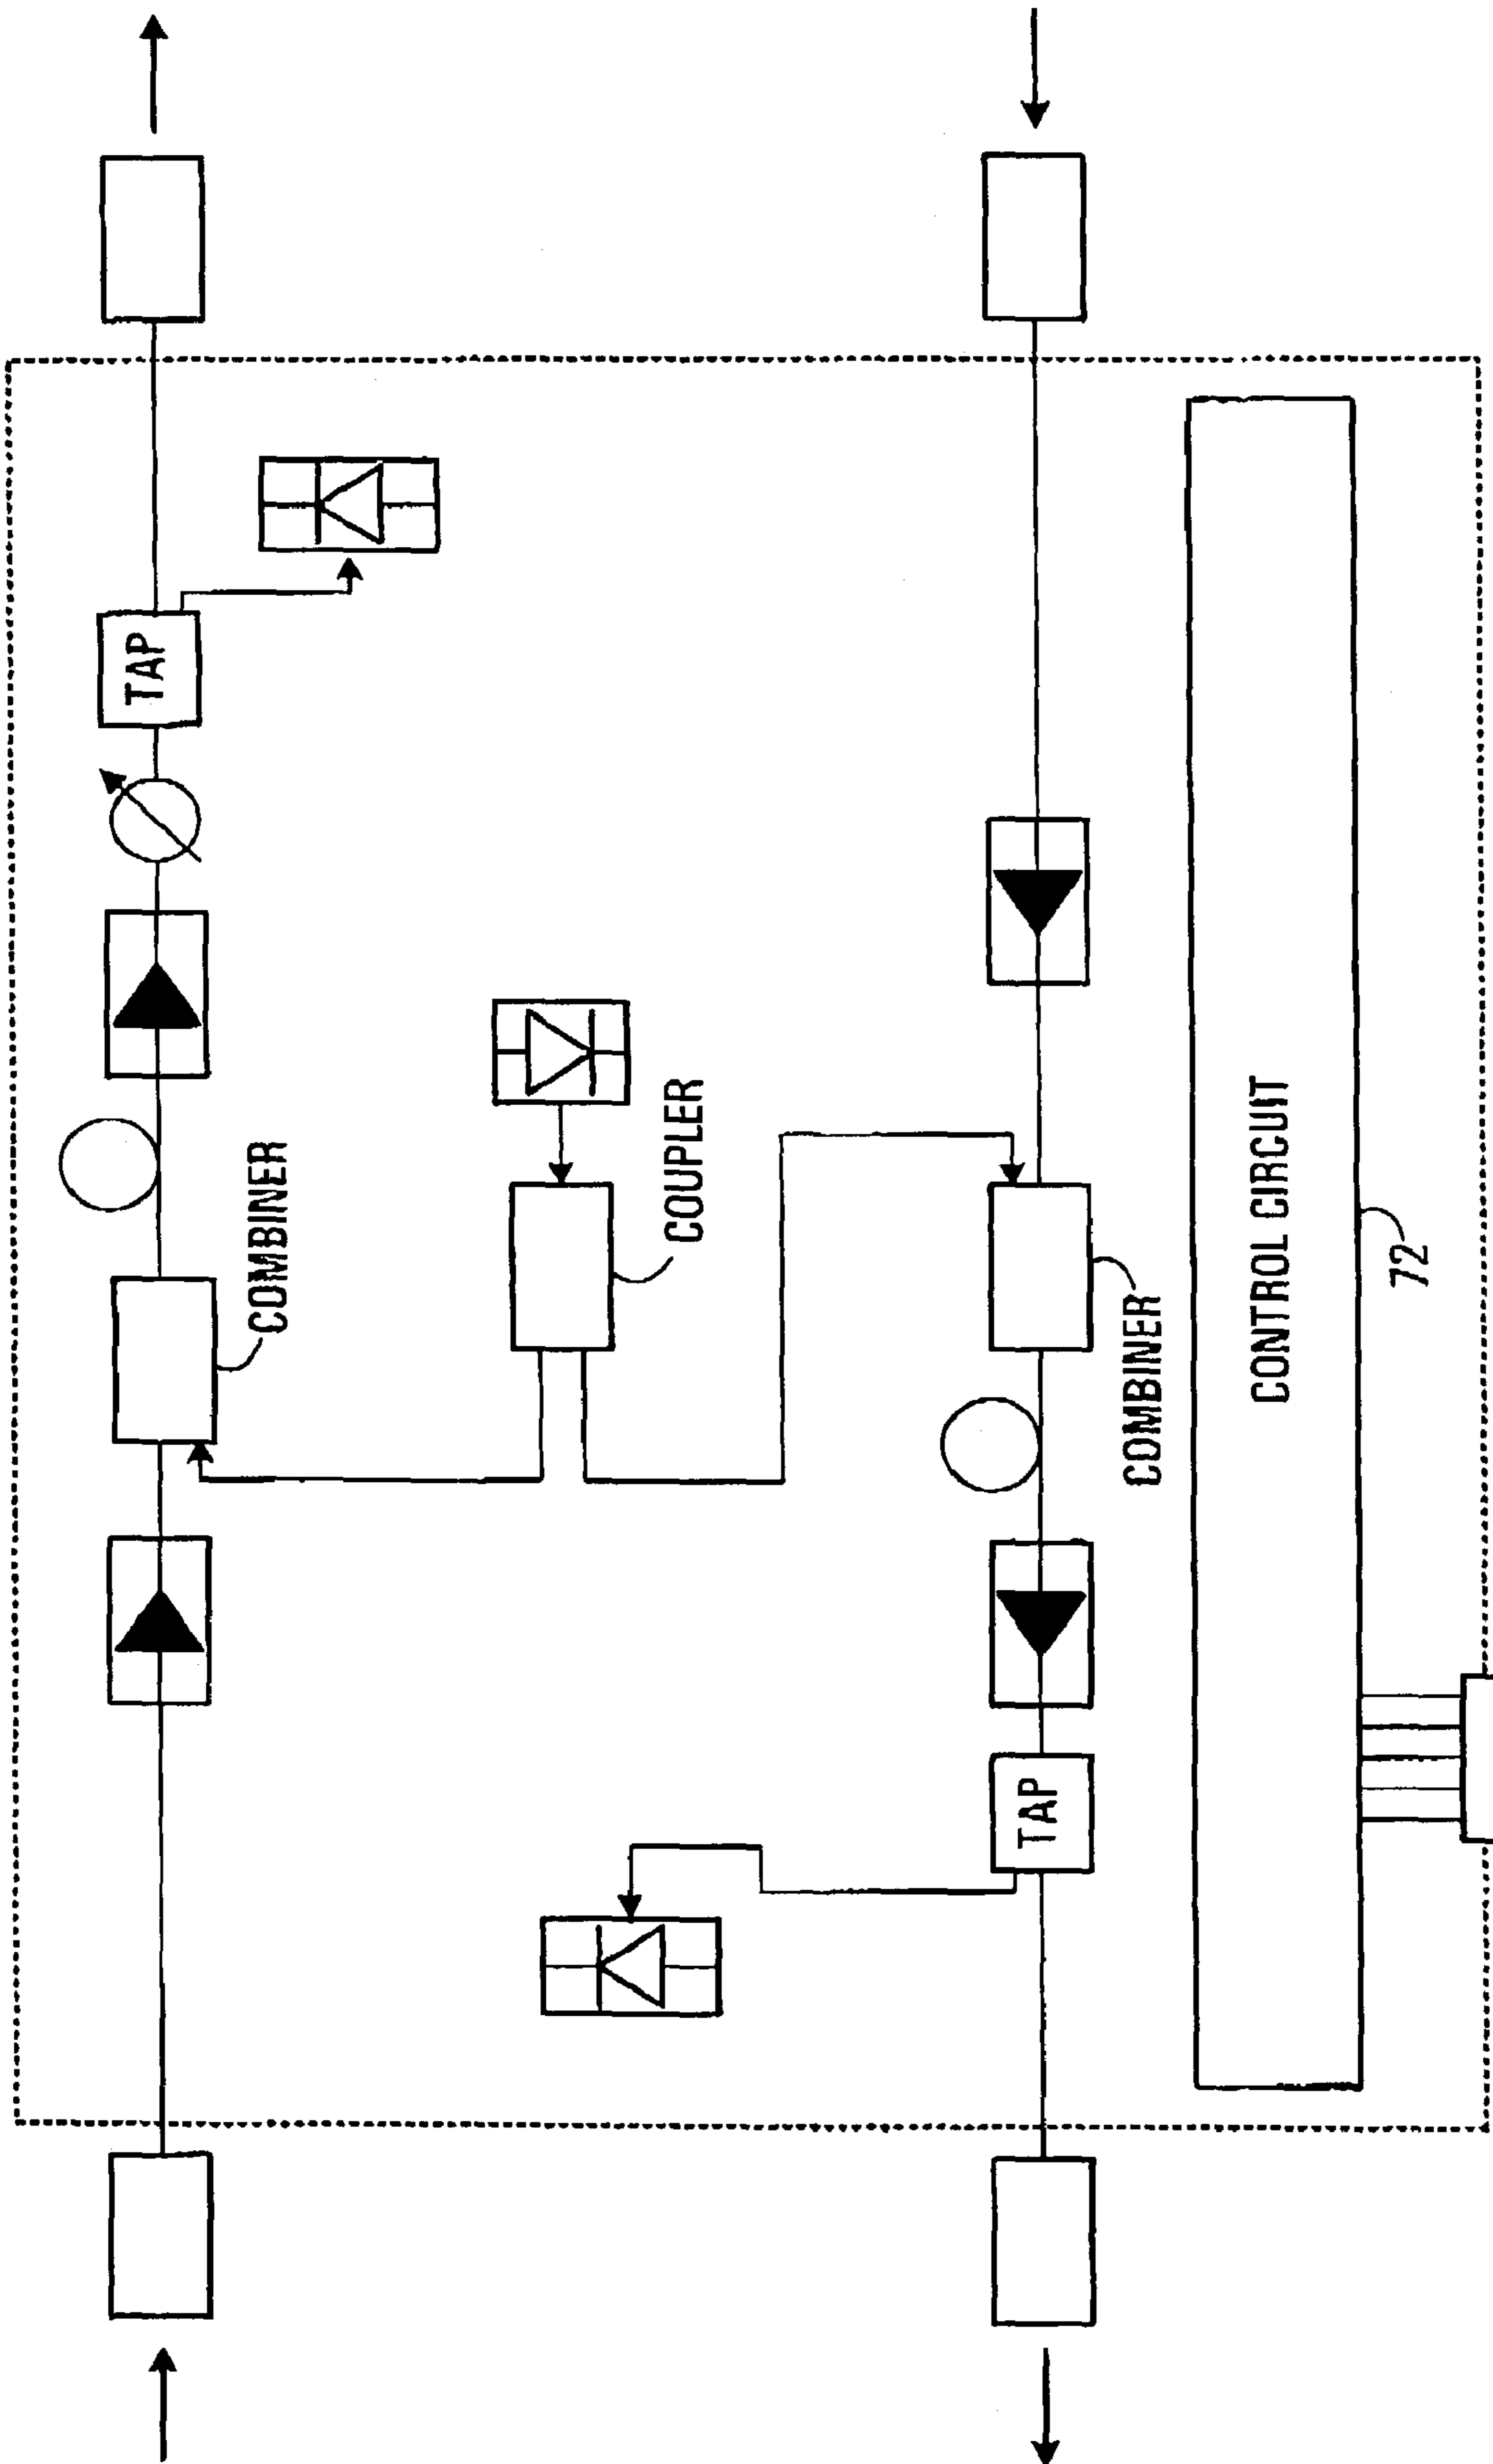 TAP
COMBINER
COUPLER
COMBINER
TAP
CONTROL CIRCUIT
72